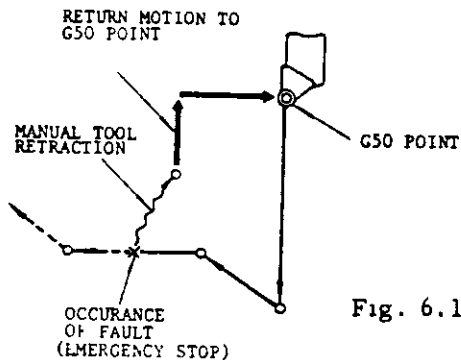 RETURN MOTION TO
G50 POINT
MANUAL TOOL
RETRACTION
G50 POINT
OCCURANCE
OF FAULT
(EMERGENCY STOP)
Fig. 6.1